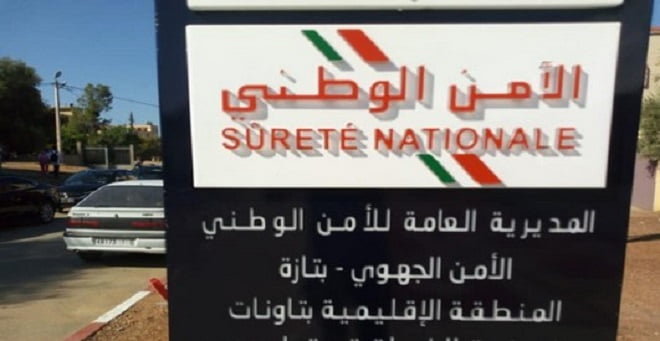 الأمن الوطني
SÛRETÉ NATIONALE
المديرية العامة للأمن الوطني
الأمن الجهوي - بتازة
المنطقة الإقليمية بتاونات